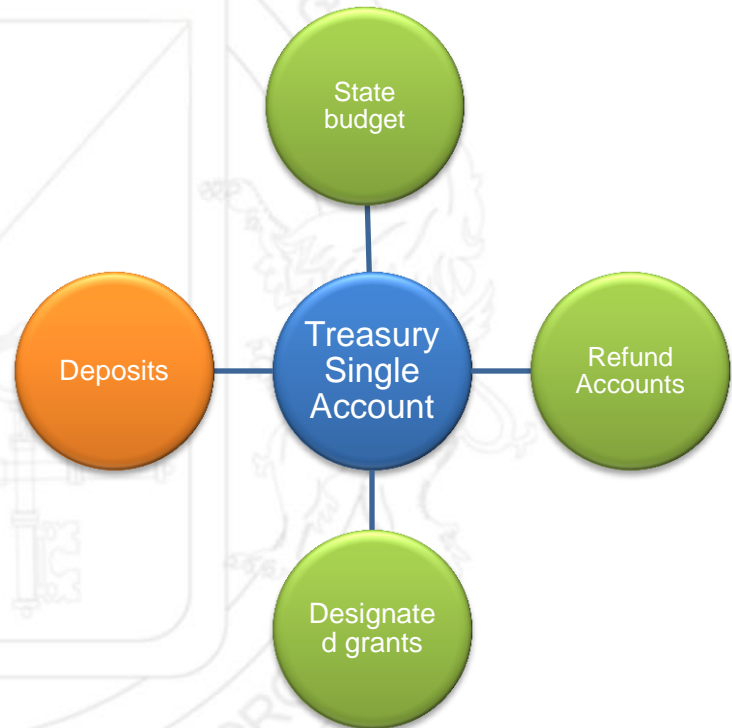 State
budget
Deposits
Treasury
Single
Account
Refund
Accounts
Designate
d grants